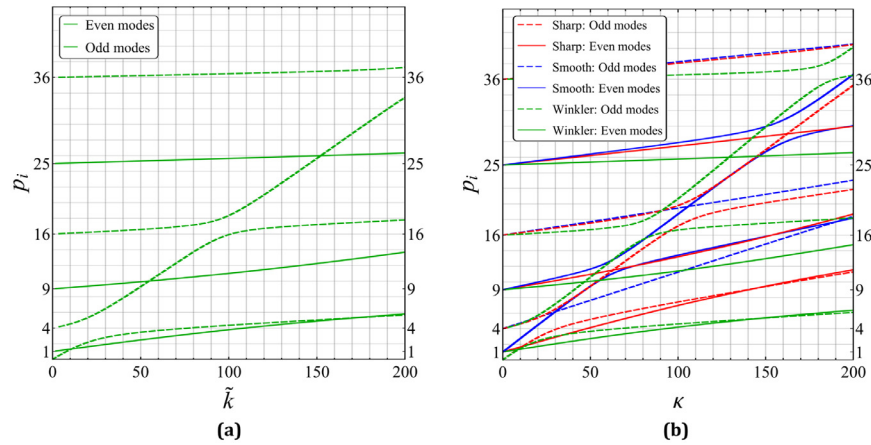 Even modes
Odd modes
36
25
16
9
4
1
p_i
36
25
16
9
4
1
0
50
100
150
200
k̃
(a)
Sharp: Odd modes
Sharp: Even modes
Smooth: Odd modes
Smooth: Even modes
Winkler: Odd modes
Winkler: Even modes
36
25
16
9
4
1
p_i
36
25
16
9
4
1
0
50
100
150
200
κ
(b)